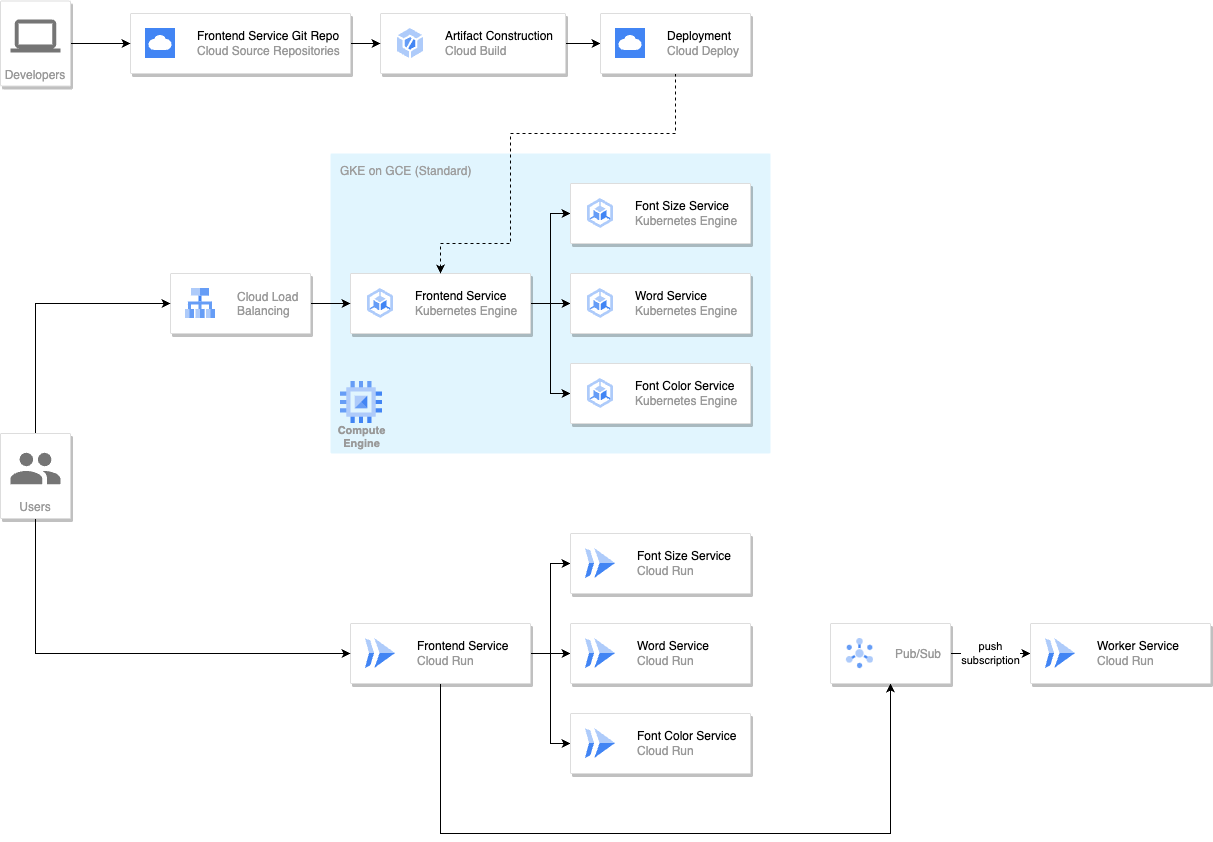 Developers
Frontend Service Git Repo
Cloud Source Repositories
Artifact Construction
Cloud Build
Deployment
Cloud Deploy
GKE on GCE (Standard)
Font Size Service
Kubernetes Engine
Cloud Load
Balancing
Frontend Service
Kubernetes Engine
Word Service
Kubernetes Engine
Font Color Service
Kubernetes Engine
Compute
Engine
Users
Font Size Service
Cloud Run
Frontend Service
Cloud Run
Word Service
Cloud Run
Pub/Sub
push
subscription
Worker Service
Cloud Run
Font Color Service
Cloud Run